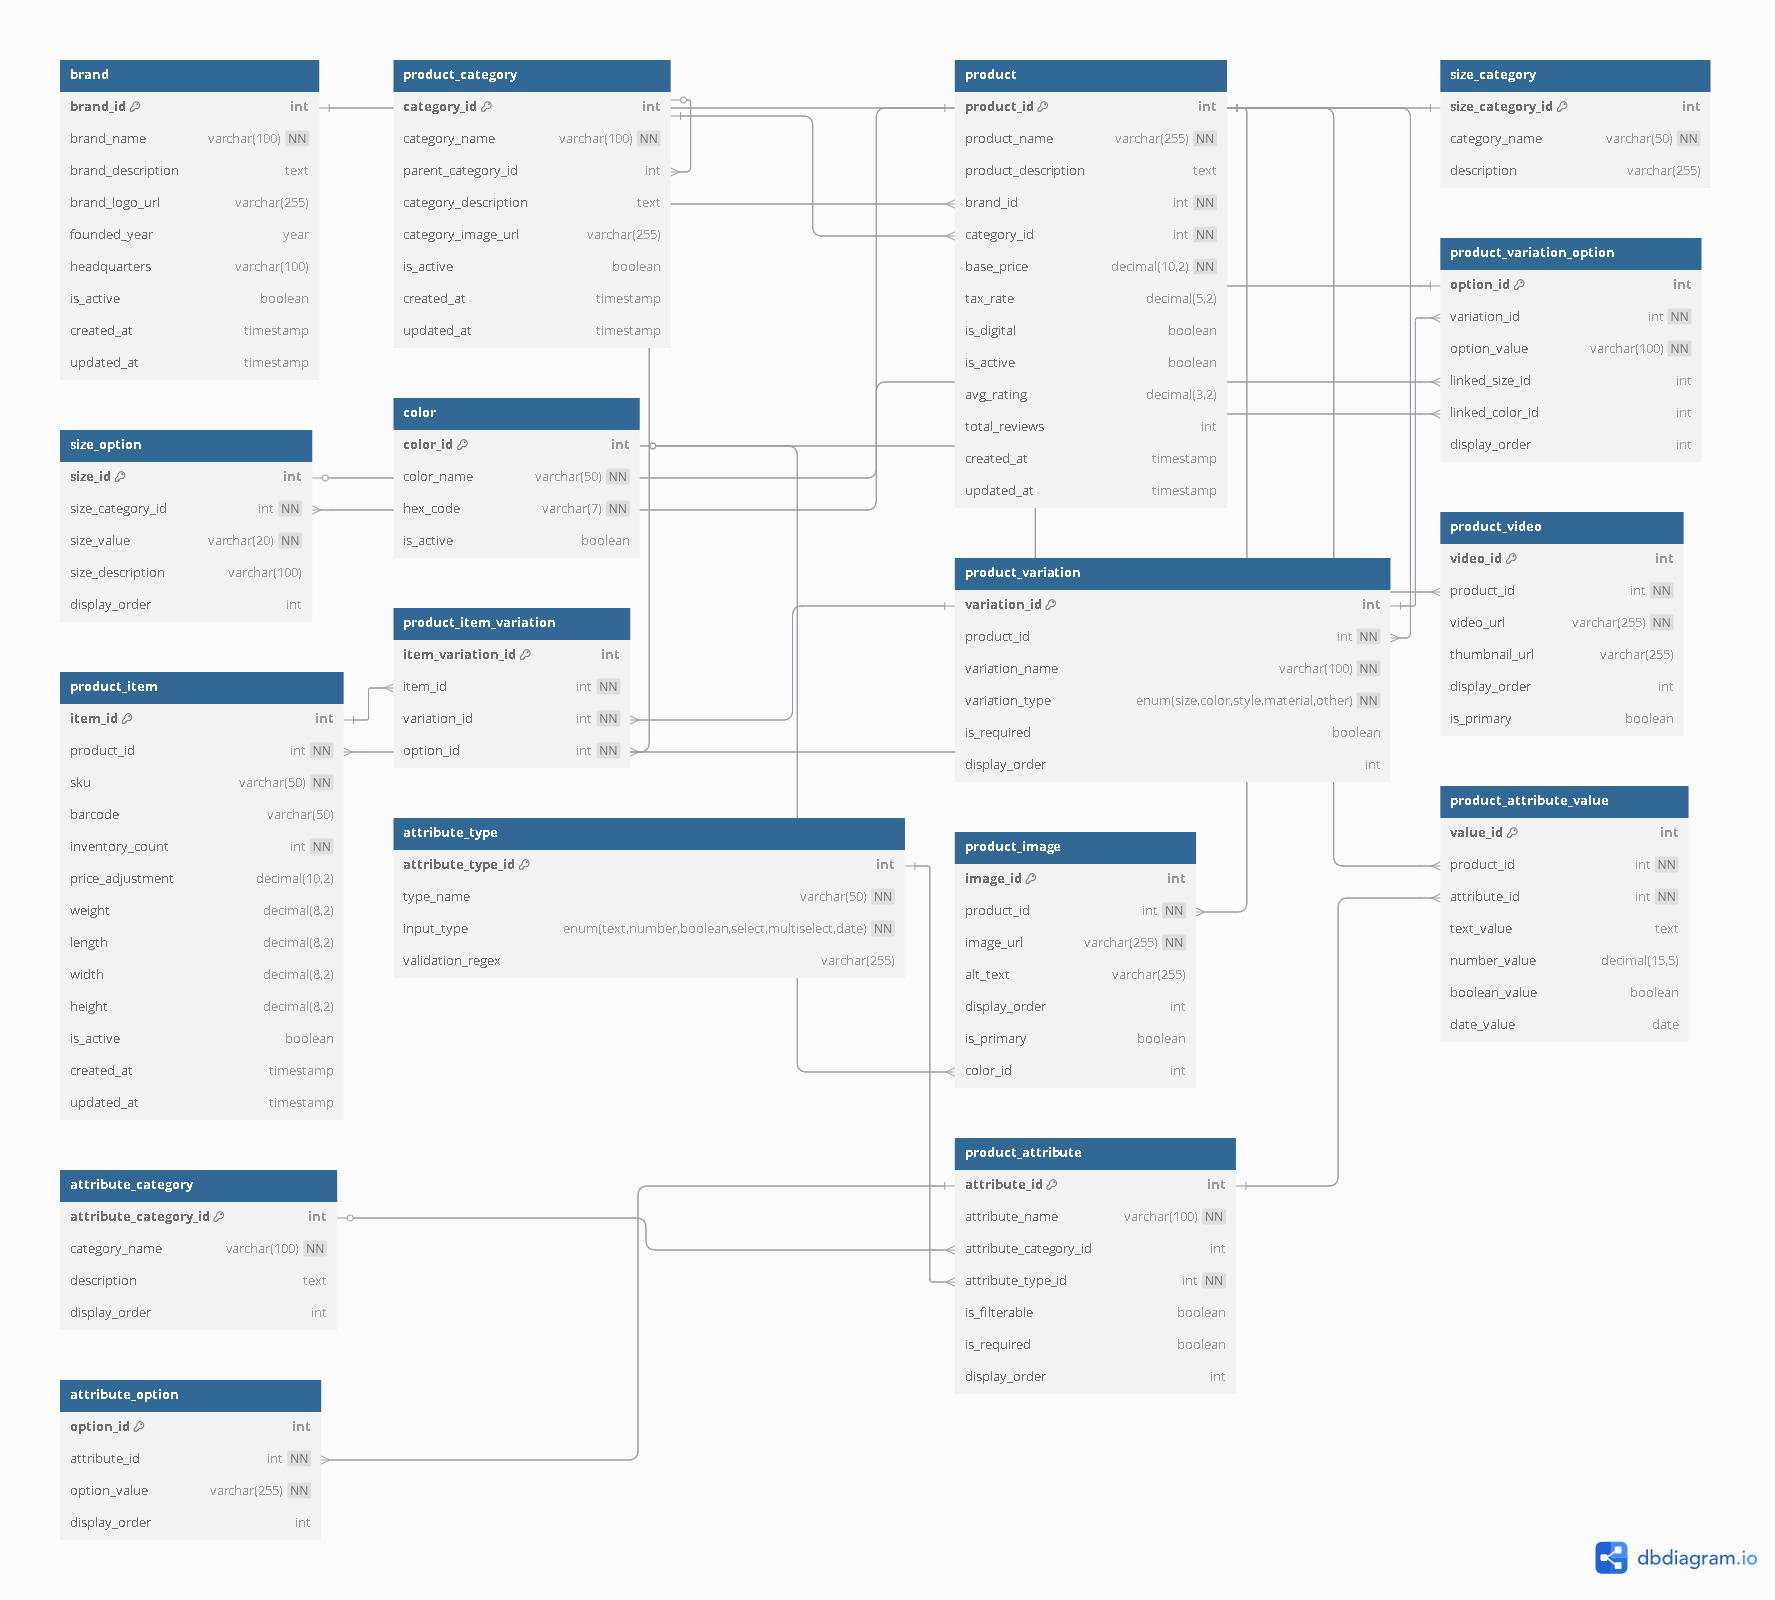 brand
brand_id int
brand_name varchar(100) NN
brand_description text
brand_logo_url varchar(255)
founded_year year
headquarters varchar(100)
is_active boolean
created_at timestamp
updated_at timestamp
product_category
category_id int
category_name varchar(100) NN
parent_category_id int
category_description text
category_image_url varchar(255)
is_active boolean
created_at timestamp
updated_at timestamp
product
product_id int
product_name varchar(255) NN
product_description text
brand_id int NN
category_id int NN
base_price decimal(10,2) NN
tax_rate decimal(5,2)
is_digital boolean
is_active boolean
avg_rating decimal(3,2)
total_reviews int
created_at timestamp
updated_at timestamp
size_category
size_category_id int
category_name varchar(50) NN
description varchar(255)
product_variation_option
option_id int
variation_id int NN
option_value varchar(100) NN
linked_size_id int
linked_color_id int
display_order int
color
color_id int
color_name varchar(50) NN
hex_code varchar(7) NN
is_active boolean
size_option
size_id int
size_category_id int NN
size_value varchar(20) NN
size_description varchar(100)
display_order int
product_video
video_id int
product_id int NN
video_url varchar(255) NN
thumbnail_url varchar(255)
display_order int
is_primary boolean
product_variation
variation_id int
product_id int NN
variation_name varchar(100) NN
variation_type enum(size,color,style,material,other) NN
is_required boolean
display_order int
product_item_variation
item_variation_id int
item_id int NN
variation_id int NN
option_id int NN
product_item
item_id int
product_id int NN
sku varchar(50) NN
barcode varchar(50)
inventory_count int NN
price_adjustment decimal(10,2)
weight decimal(8,2)
length decimal(8,2)
width decimal(8,2)
height decimal(8,2)
is_active boolean
created_at timestamp
updated_at timestamp
attribute_type
attribute_type_id int
type_name varchar(50) NN
input_type enum(text,number,boolean,select,multiselect,date) NN
validation_regex varchar(255)
product_image
image_id int
product_id int NN
image_url varchar(255) NN
alt_text varchar(255)
display_order int
is_primary boolean
color_id int
product_attribute_value
value_id int
product_id int NN
attribute_id int NN
text_value text
number_value decimal(15,5)
boolean_value boolean
date_value date
product_attribute
attribute_id int
attribute_name varchar(100) NN
attribute_category_id int
attribute_type_id int NN
is_filterable boolean
is_required boolean
display_order int
attribute_category
attribute_category_id int
category_name varchar(100) NN
description text
display_order int
attribute_option
option_id int
attribute_id int NN
option_value varchar(255) NN
display_order int
dbdiagram.io